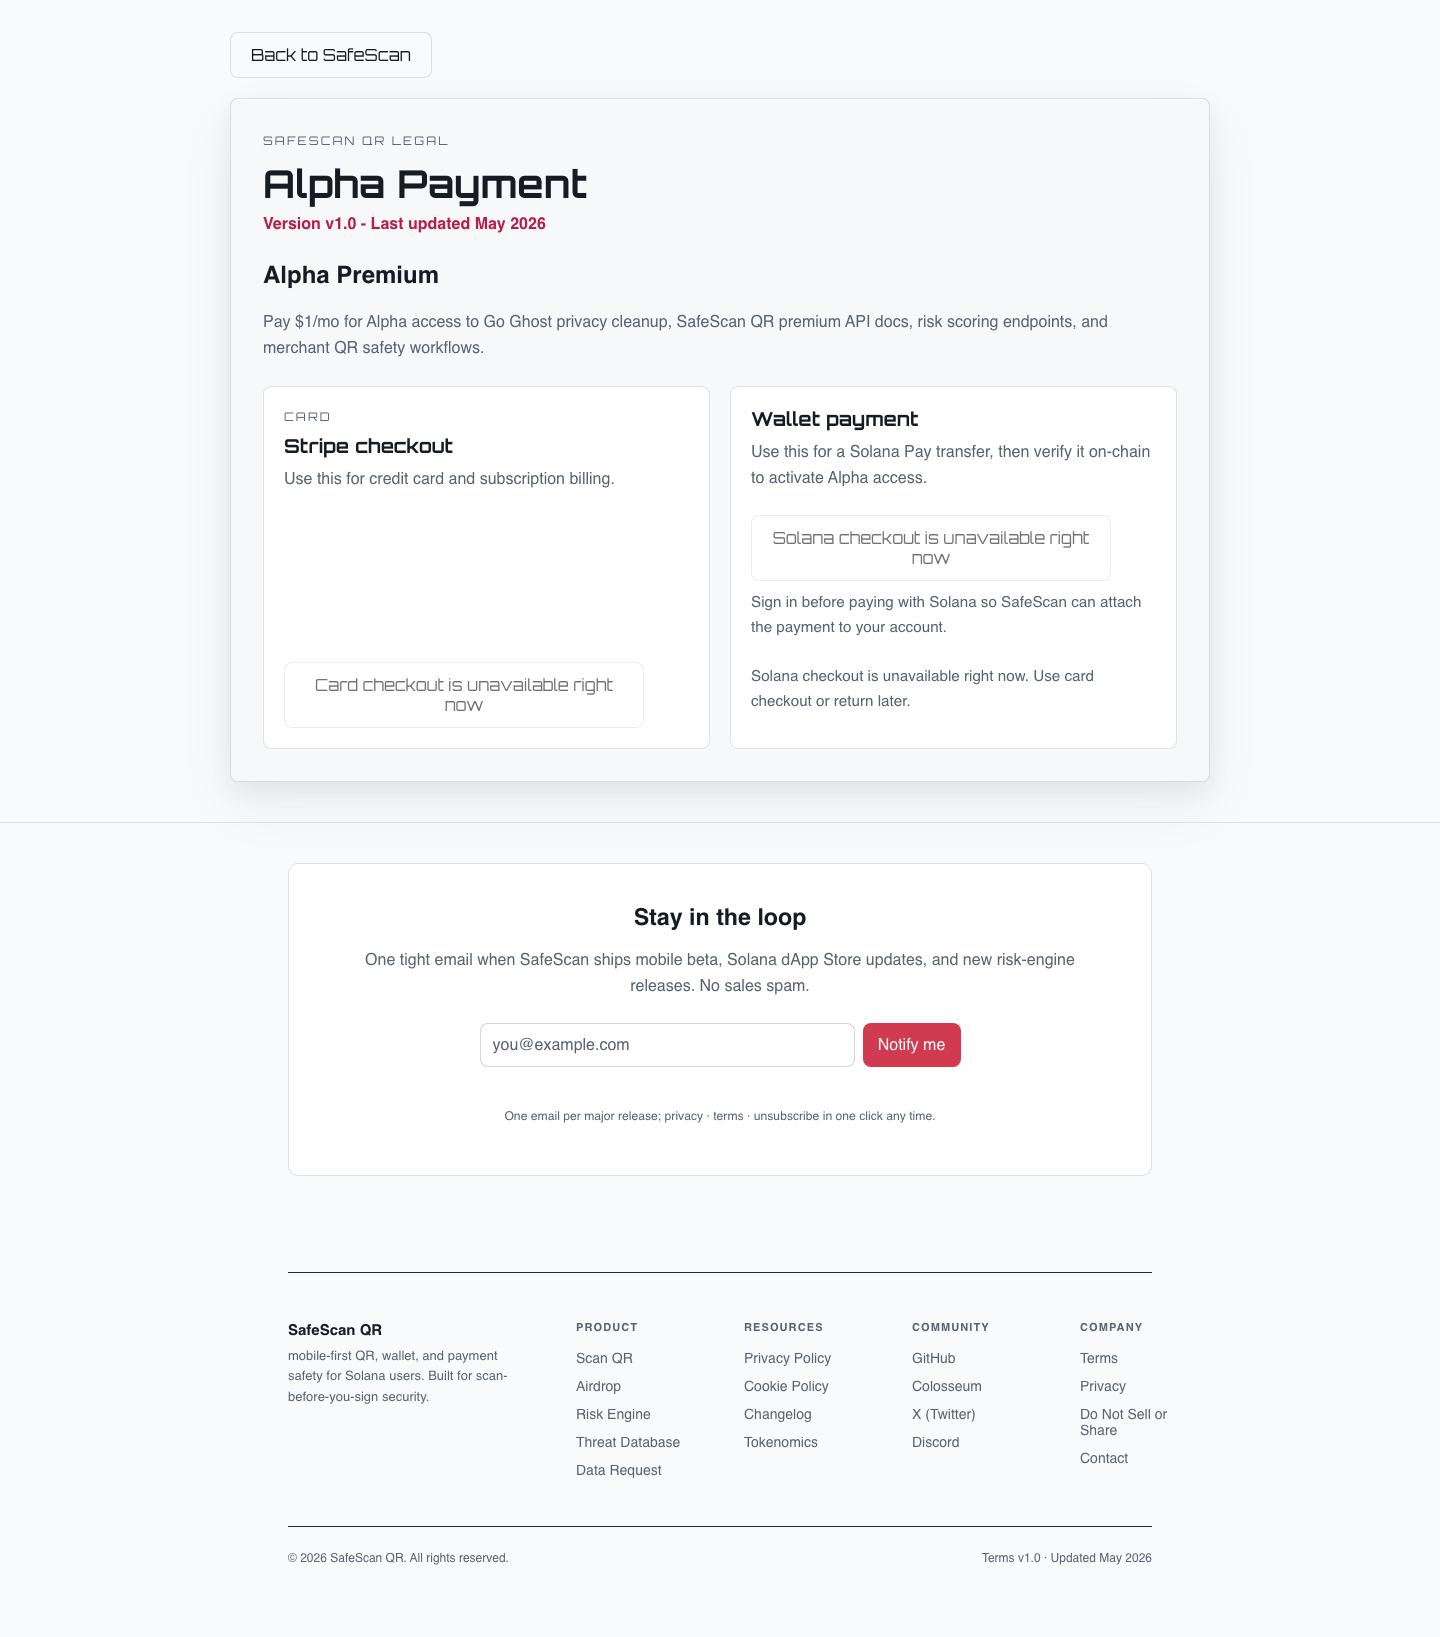 Back to SafeScan
SAFESCAN QR LEGAL
Alpha Payment
Version v1.0 - Last updated May 2026
Alpha Premium
Pay $1/mo for Alpha access to Go Ghost privacy cleanup, SafeScan QR premium API docs, risk scoring endpoints, and
merchant QR safety workflows.
CARD
Stripe checkout
Use this for credit card and subscription billing.
Card checkout is unavailable right
now
Wallet payment
Use this for a Solana Pay transfer, then verify it on-chain
to activate Alpha access.
Solana checkout is unavailable right
now
Sign in before paying with Solana so SafeScan can attach
the payment to your account.
Solana checkout is unavailable right now. Use card
checkout or return later.
Stay in the loop
One tight email when SafeScan ships mobile beta, Solana dApp Store updates, and new risk-engine
releases. No sales spam.
you@example.com
Notify me
One email per major release; privacy · terms · unsubscribe in one click any time.
SafeScan QR
mobile-first QR, wallet, and payment
safety for Solana users. Built for scan-
before-you-sign security.
PRODUCT
Scan QR
Airdrop
Risk Engine
Threat Database
Data Request
RESOURCES
Privacy Policy
Cookie Policy
Changelog
Tokenomics
COMMUNITY
GitHub
Colosseum
X (Twitter)
Discord
COMPANY
Terms
Privacy
Do Not Sell or
Share
Contact
© 2026 SafeScan QR. All rights reserved.
Terms v1.0 · Updated May 2026